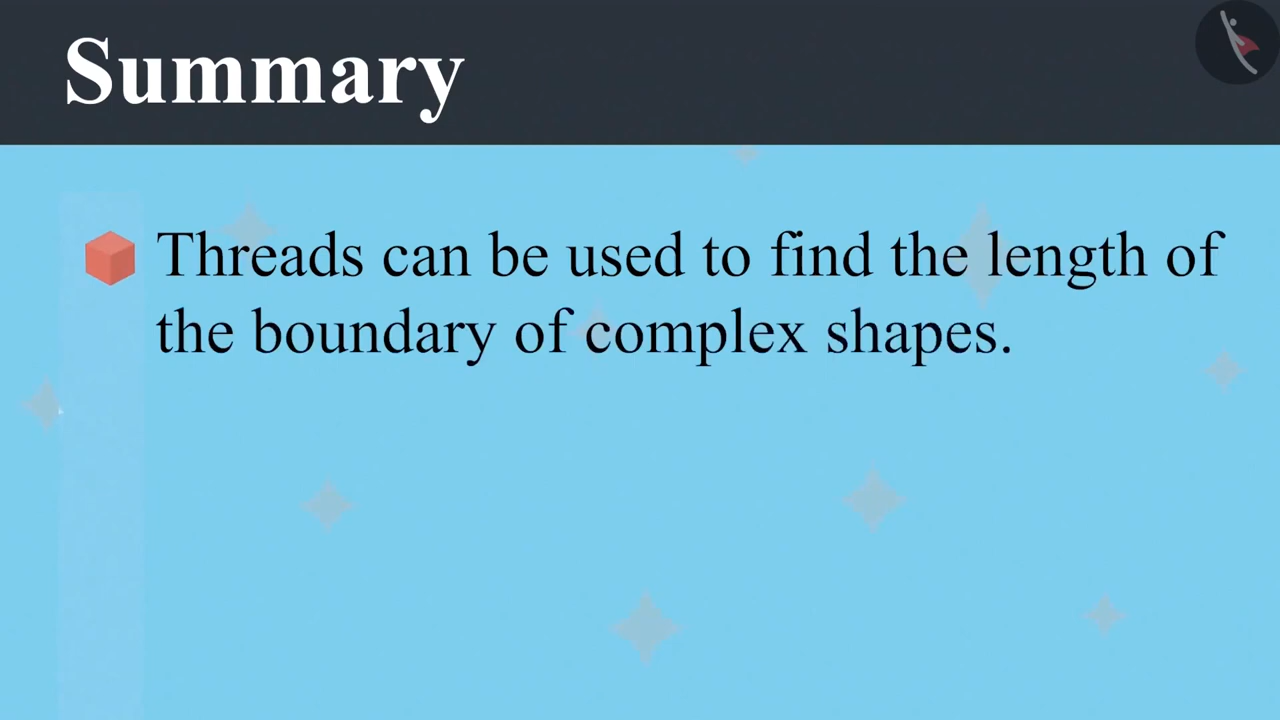 Summary
Threads can be used to find the length of
the boundary of complex shapes.